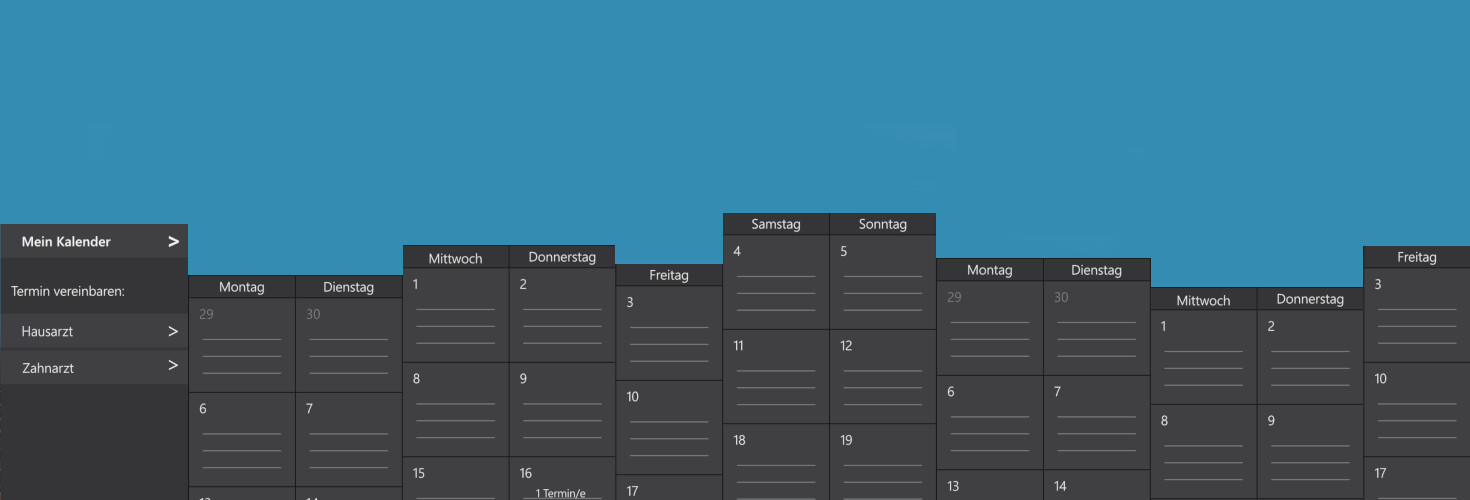 Mein Kalender >
Termin vereinbaren:
Hausarzt >
Zahnarzt >
Montag Dienstag
29 30
6 7
14
Mittwoch Donnerstag
1 2
8 9
15 16
1 Termin/e
Freitag
3
10
17
Samstag Sonntag
4 5
11 12
18 19
Montag Dienstag
29 30
6 7
13 14
Mittwoch Donnerstag
1 2
8 9
Freitag
3
10
17